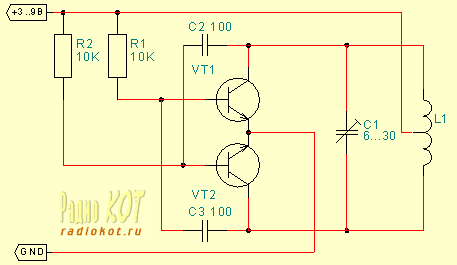 +3..9В
R2
10K
R1
10K
C2 100
VT1
C1
6...30
L1
VT2
C3 100
Радио КОТ
radiokot.ru
GND